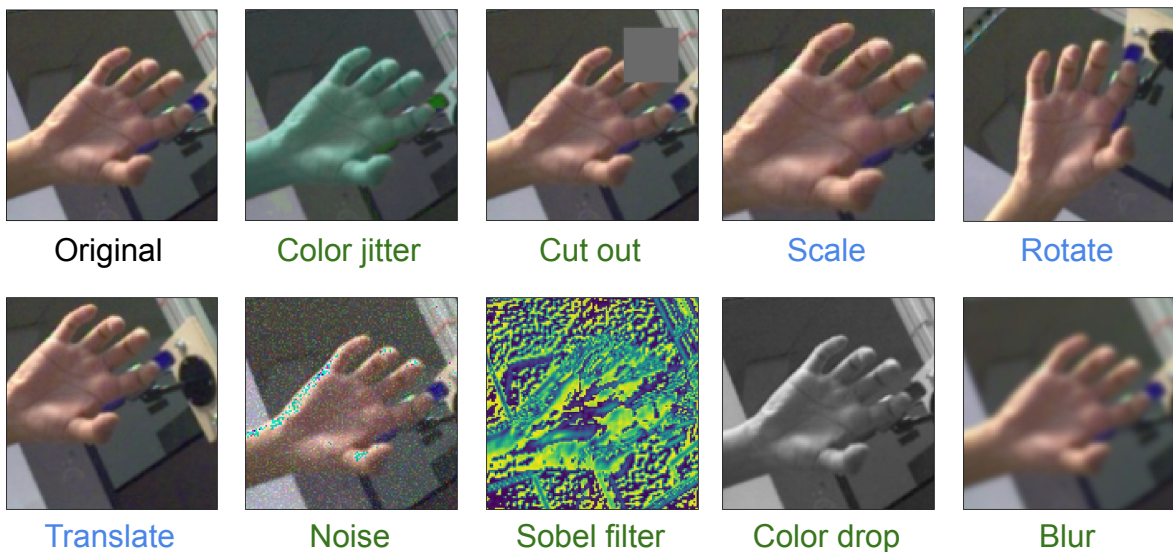 Original
Color jitter
Cut out
Scale
Rotate
Translate
Noise
Sobel filter
Color drop
Blur